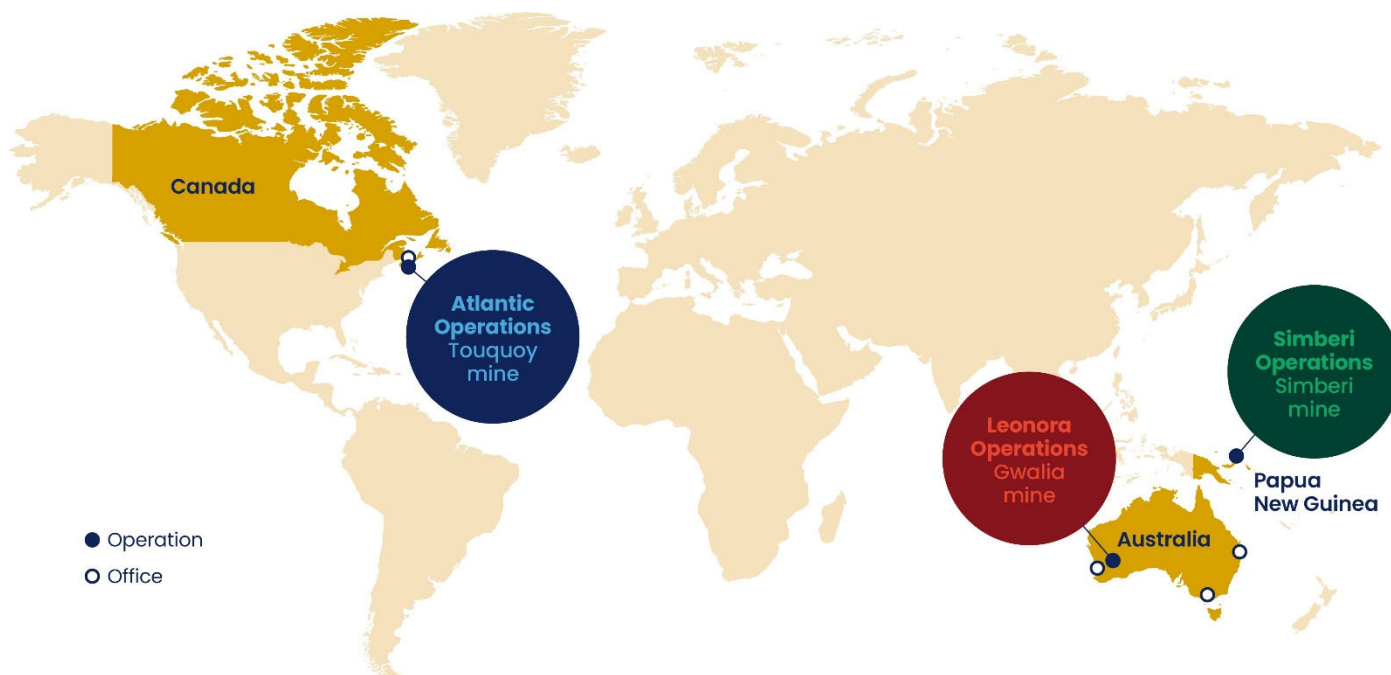 Canada
Atlantic
Operations
Touquoy
mine
Simberi
Operations
Simberi
mine
Leonora
Operations
Gwalia
mine
Papua
New Guinea
Australia
Operation
Office